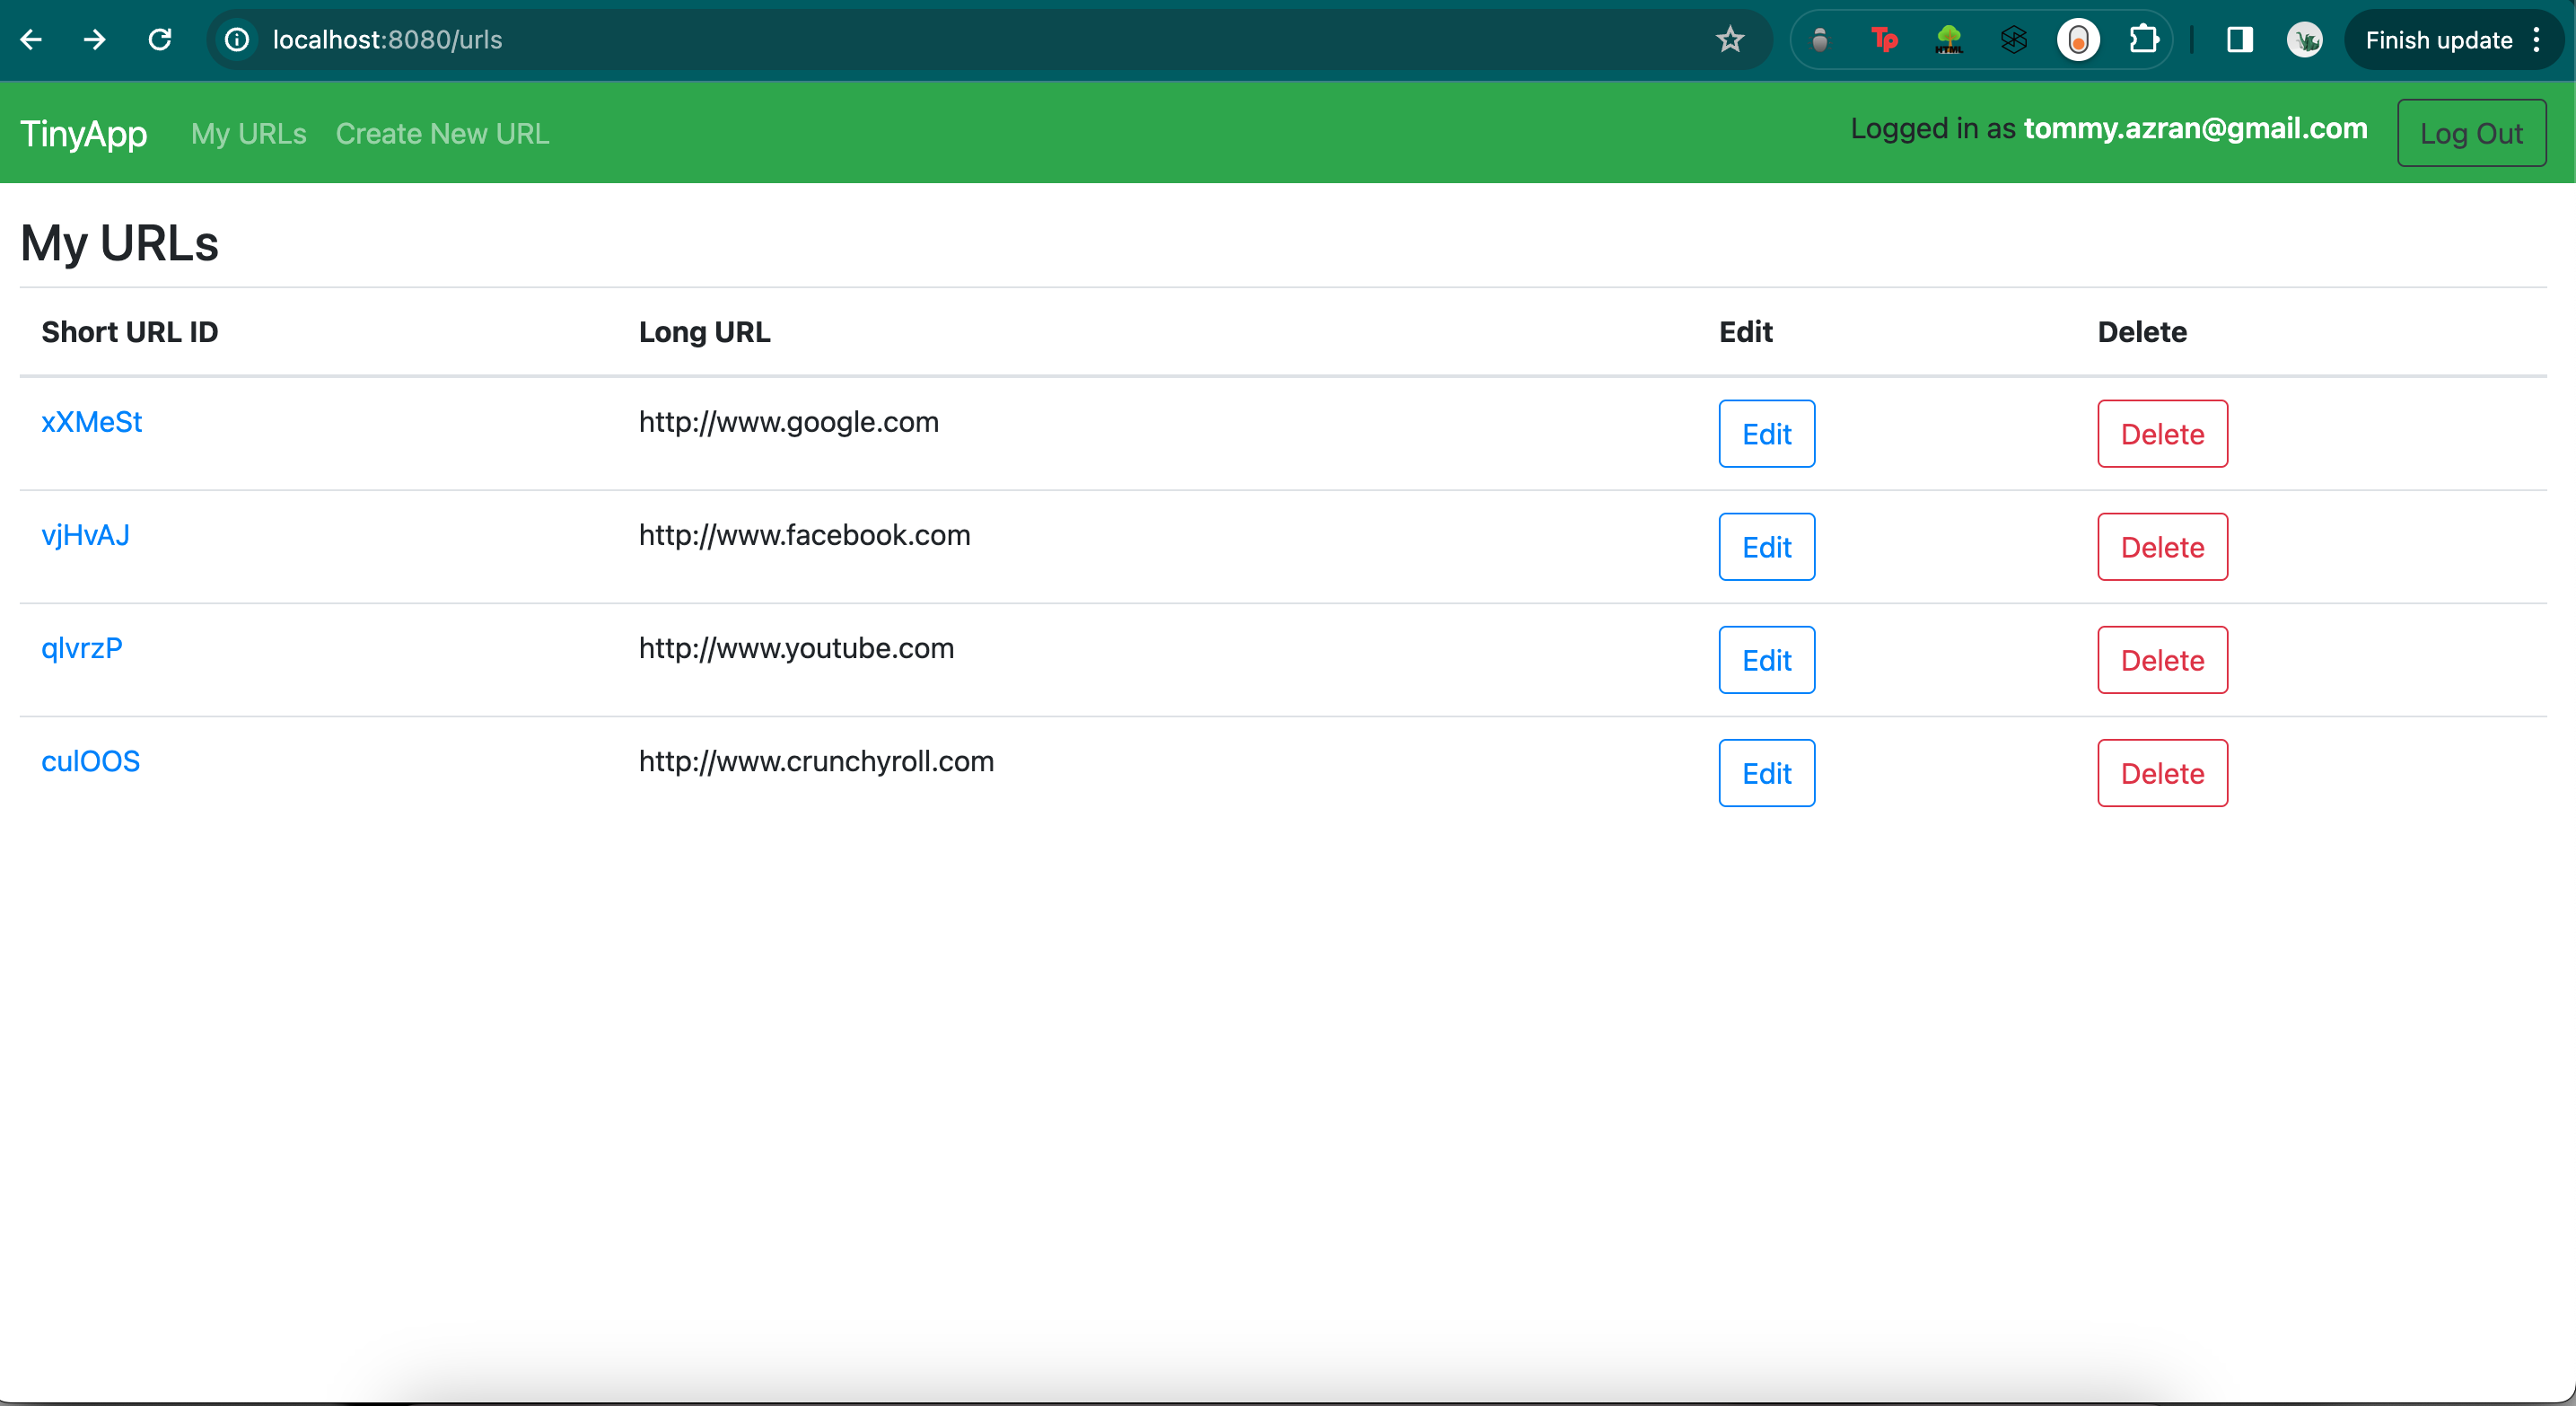 localhost:8080/urls
Tp
HTML
Finish update
TinyApp My URLs Create New URL Logged in as tommy.azran@gmail.com Log Out
My URLs
Short URL ID Long URL Edit Delete
xXMeSt http://www.google.com Edit Delete
vjHvAJ http://www.facebook.com Edit Delete
qlvrzP http://www.youtube.com Edit Delete
culOOS http://www.crunchyroll.com Edit Delete